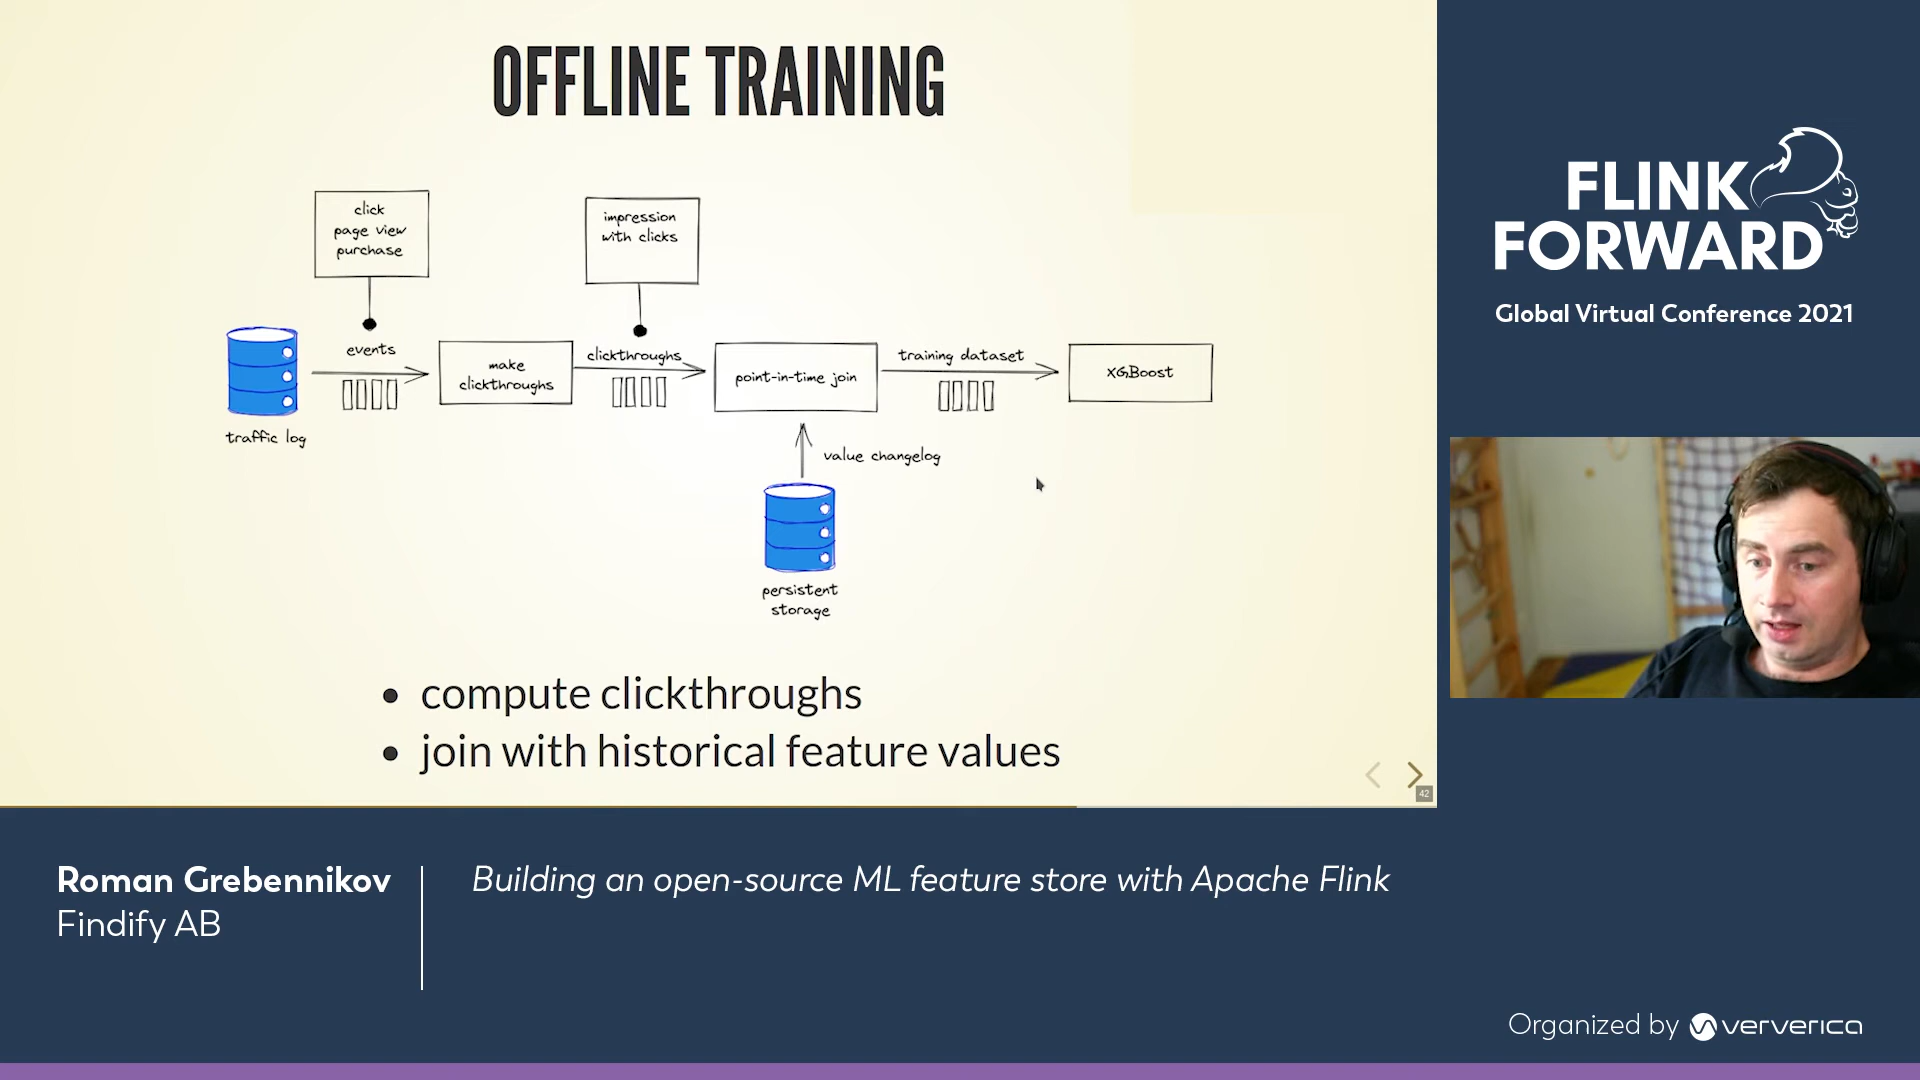 OFFLINE TRAINING
click
page view
purchase
impression
with clicks
events
make
clickthroughs
clickthroughs
point-in-time join
training dataset
XGBoost
traffic log
value changelog
persistent
storage
compute clickthroughs
join with historical feature values
42
FLINK
FORWARD
Global Virtual Conference 2021
Roman Grebennikov
Findify AB
Building an open-source ML feature store with Apache Flink
Organized by ververica